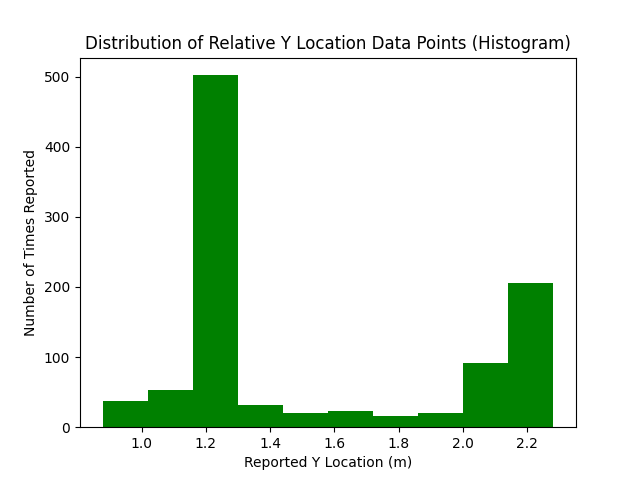 Distribution of Relative Y Location Data Points (Histogram)
Number of Times Reported
500
400
300
200
100
0
1.0 1.2 1.4 1.6 1.8 2.0 2.2
Reported Y Location (m)